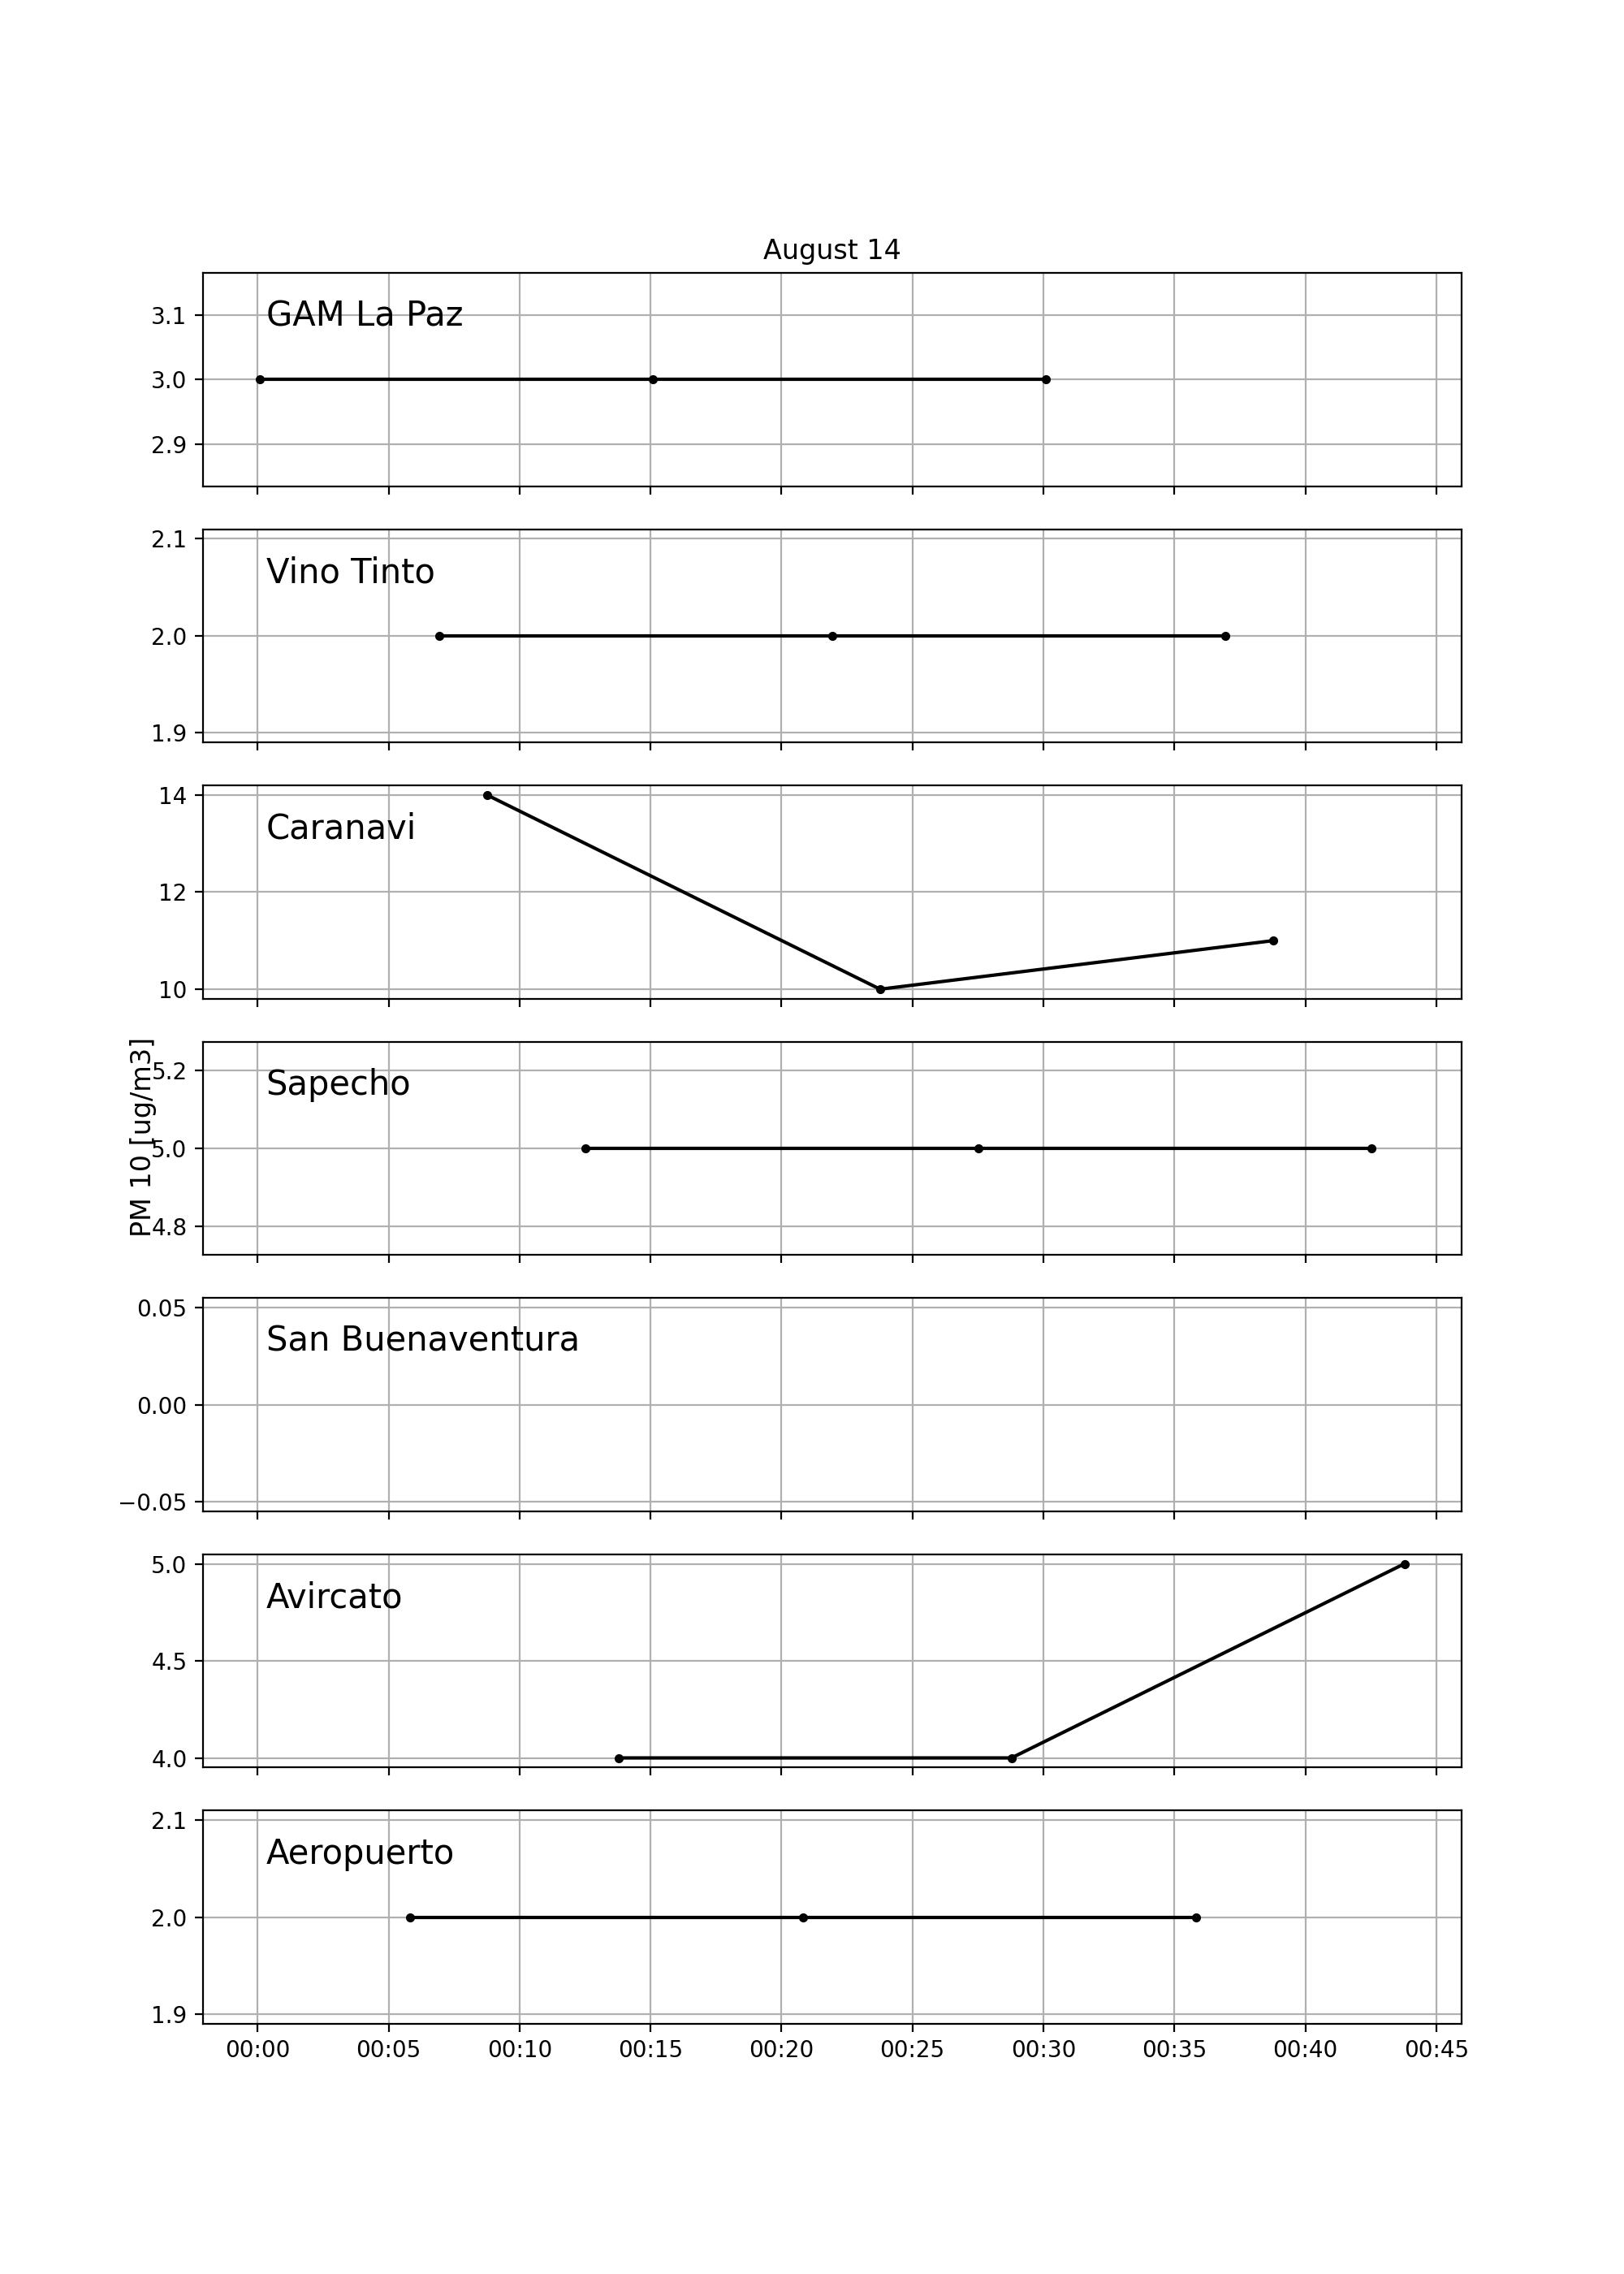 August 14
GAM La Paz
3.1
3.0
2.9
Vino Tinto
2.1
2.0
1.9
Caranavi
14
12
10
PM 10 [ug/m3]
Sapecho
5.2
5.0
4.8
San Buenaventura
0.05
0.00
−0.05
Avircato
5.0
4.5
4.0
Aeropuerto
2.1
2.0
1.9
00:00 00:05 00:10 00:15 00:20 00:25 00:30 00:35 00:40 00:45